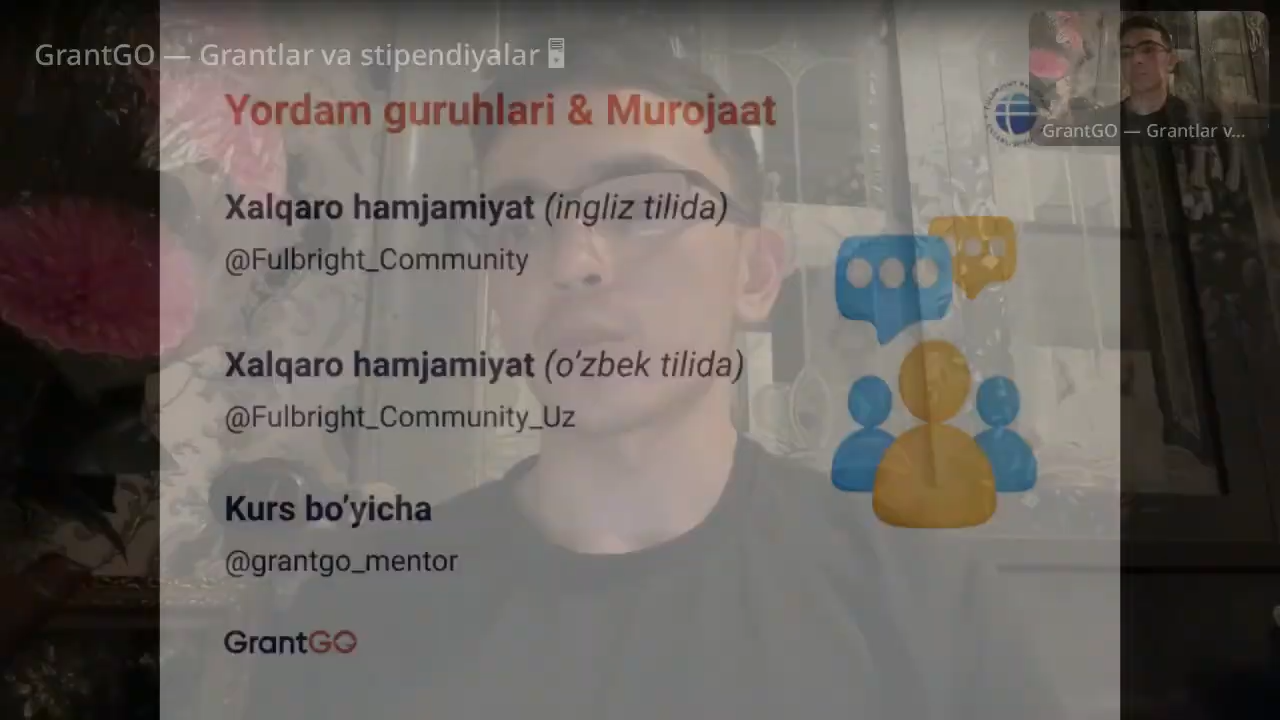 GrantGO — Grantlar va stipendiyalar
GrantGO — Grantlar v...
Yordam guruhlari & Murojaat
Xalqaro hamjamiyat (ingliz tilida)
@Fulbright_Community
Xalqaro hamjamiyat (o’zbek tilida)
@Fulbright_Community_Uz
Kurs bo’yicha
@grantgo_mentor
GrantGO